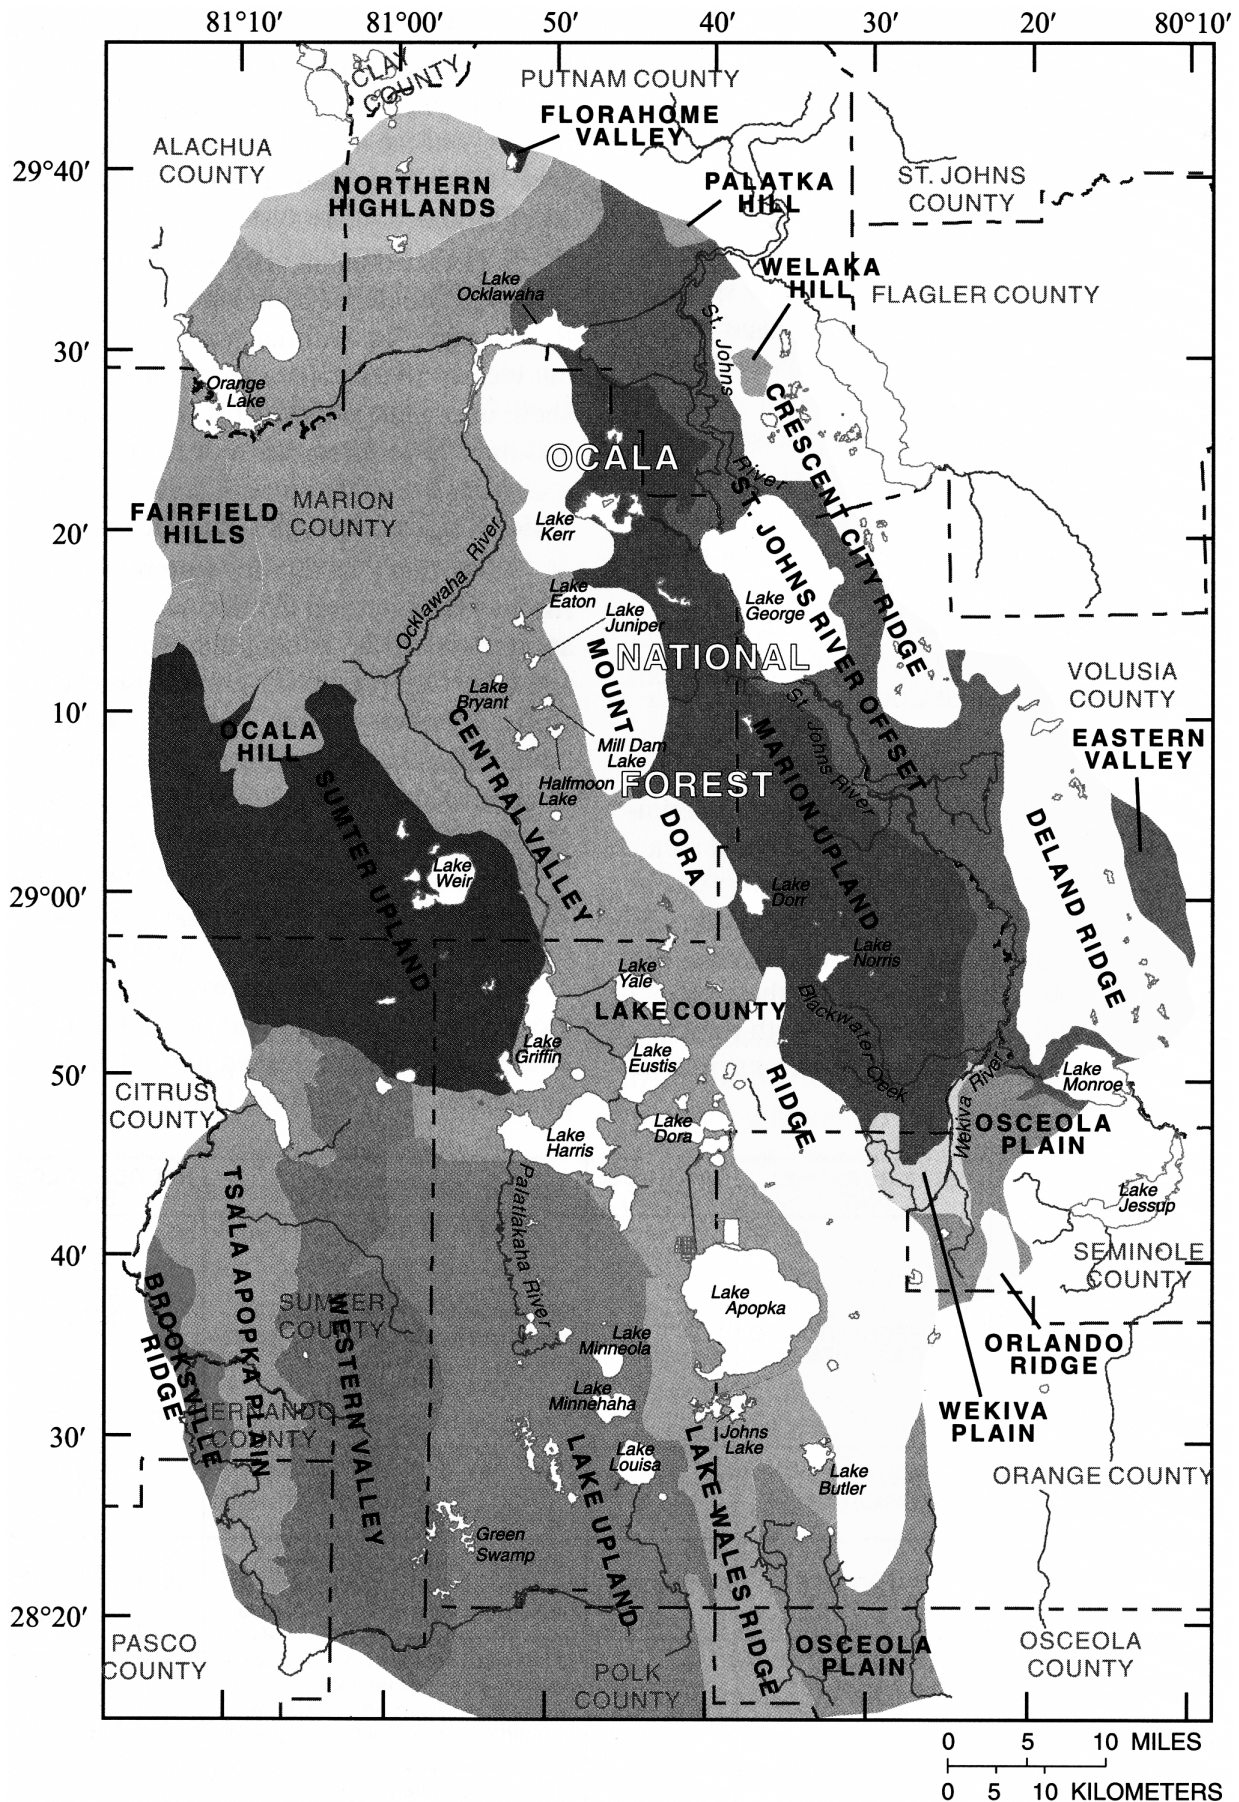 81°10′ 81°00′ 50′ 40′ 30′ 20′ 80°10′
CLAY
COUNTY
PUTNAM COUNTY
FLORAHOME
VALLEY
ALACHUA
COUNTY
29°40′
NORTHERN
HIGHLANDS
PALATKA
HILL
ST. JOHNS
COUNTY
WELAKA
HILL
FLAGLER COUNTY
Lake
Ocklawaha
St. Johns
River
30′
Orange
Lake
CRESCENT CITY RIDGE
OCALA
FAIRFIELD
HILLS
MARION
COUNTY
20′
Lake
Kerr
ST. JOHNS RIVER OFFSET
Ocklawaha River
Lake
Eaton
Lake
Juniper
Lake
George
MOUNT
NATIONAL
VOLUSIA
COUNTY
Lake
Bryant
10′
OCALA
HILL
CENTRAL VALLEY
Mill Dam
Lake
St. Johns River
MARION UPLAND
EASTERN
VALLEY
Halfmoon
Lake
FOREST
SUMTER UPLAND
DORA
DELAND RIDGE
Lake
Weir
29°00′
Lake
Dorr
Lake
Norris
Lake
Yale
LAKE COUNTY
Blackwater Creek
Lake
Griffin
Lake
Eustis
50′
RIDGE
Wekiva River
Lake
Monroe
CITRUS
COUNTY
Lake
Dora
OSCEOLA
PLAIN
Lake
Harris
TSALA APOPKA PLAIN
Palatlakaha River
Lake
Jessup
40′
SEMINOLE
COUNTY
BROOKSVILLE
RIDGE
SUMTER
COUNTY
WESTERN VALLEY
Lake
Apopka
Lake
Minneola
ORLANDO
RIDGE
Lake
Minnehaha
HERNANDO
COUNTY
WEKIVA
PLAIN
30′
LAKE UPLAND
Lake
Louisa
LAKE WALES RIDGE
Johns
Lake
Lake
Butler
ORANGE COUNTY
Green
Swamp
28°20′
PASCO
COUNTY
POLK
COUNTY
OSCEOLA
PLAIN
OSCEOLA
COUNTY
0 5 10 MILES
0 5 10 KILOMETERS